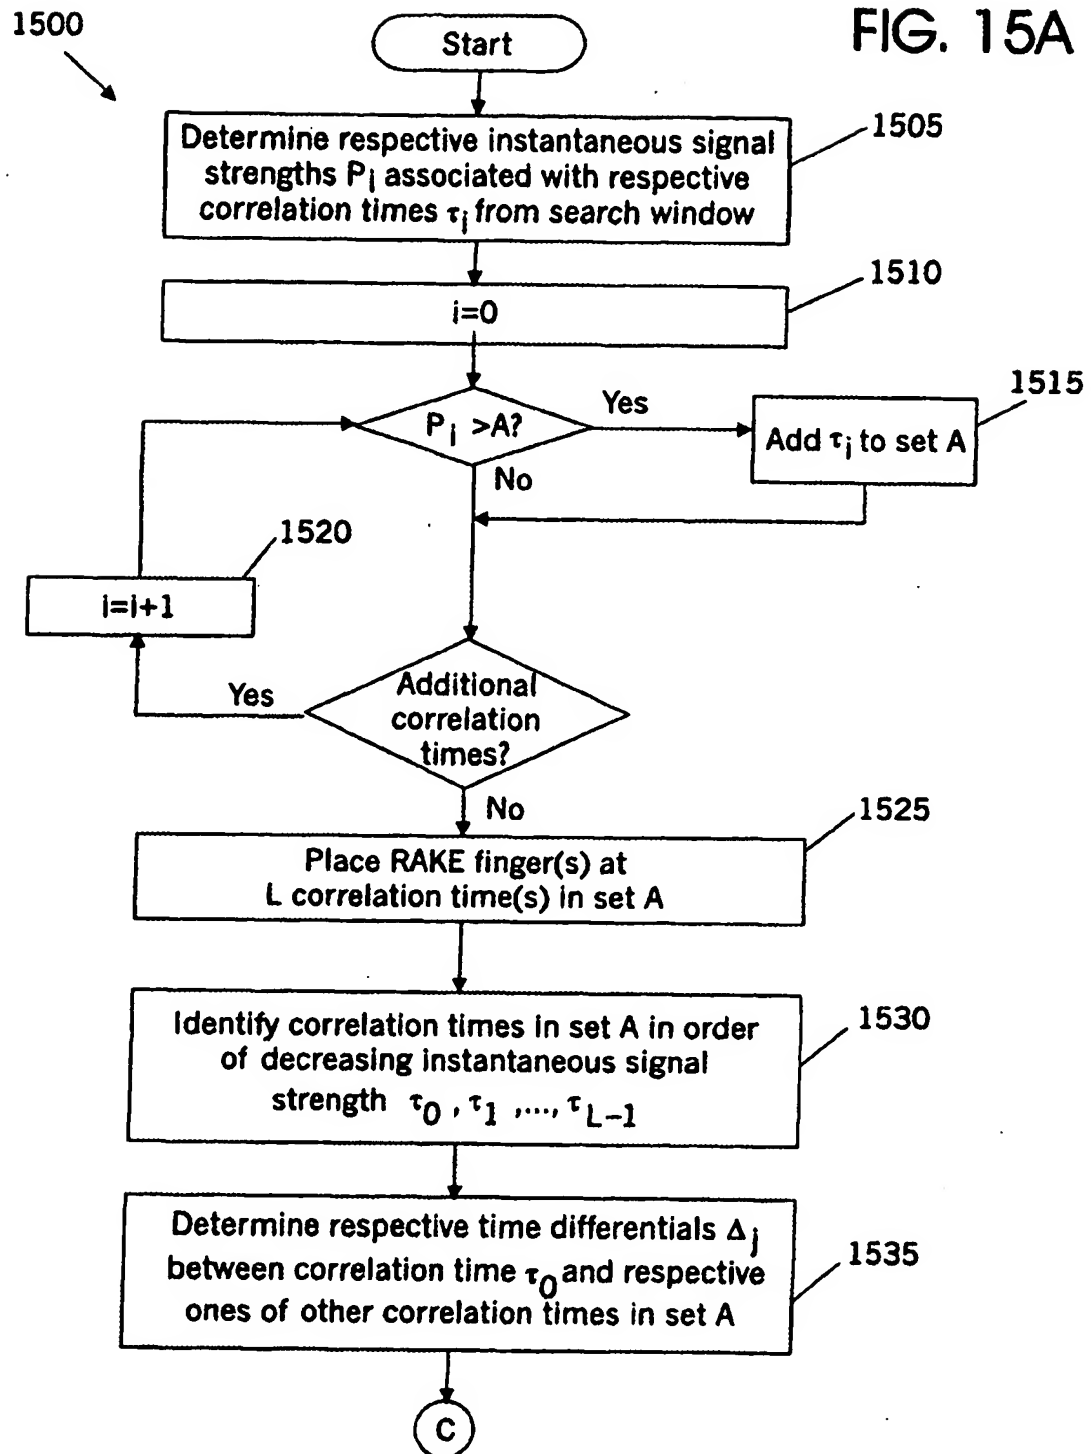 1500
FIG. 15A
Start
Determine respective instantaneous signal
strengths Pi associated with respective
correlation times τi from search window
1505
i=0
1510
Pi >A?
Yes
Add τi to set A
1515
No
1520
i=i+1
Yes
Additional
correlation
times?
No
1525
Place RAKE finger(s) at
L correlation time(s) in set A
Identify correlation times in set A in order
of decreasing instantaneous signal
strength τ0 , τ1 ,..., τL-1
1530
Determine respective time differentials Δj
between correlation time τ0 and respective
ones of other correlation times in set A
1535
C